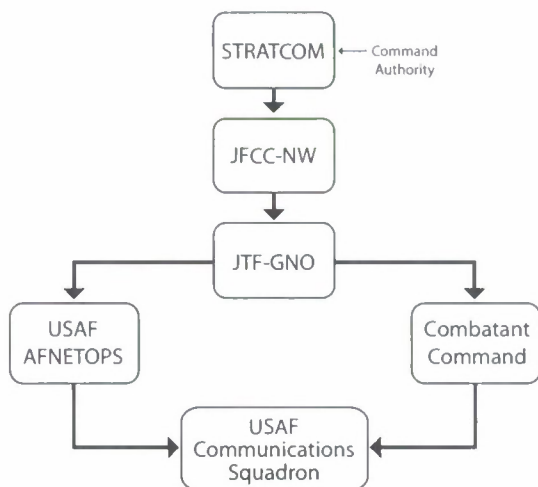 STRATCOM
Command
Authority
JFCC-NW
JTF-GNO
USAF
AFNETOPS
Combatant
Command
USAF
Communications
Squadron